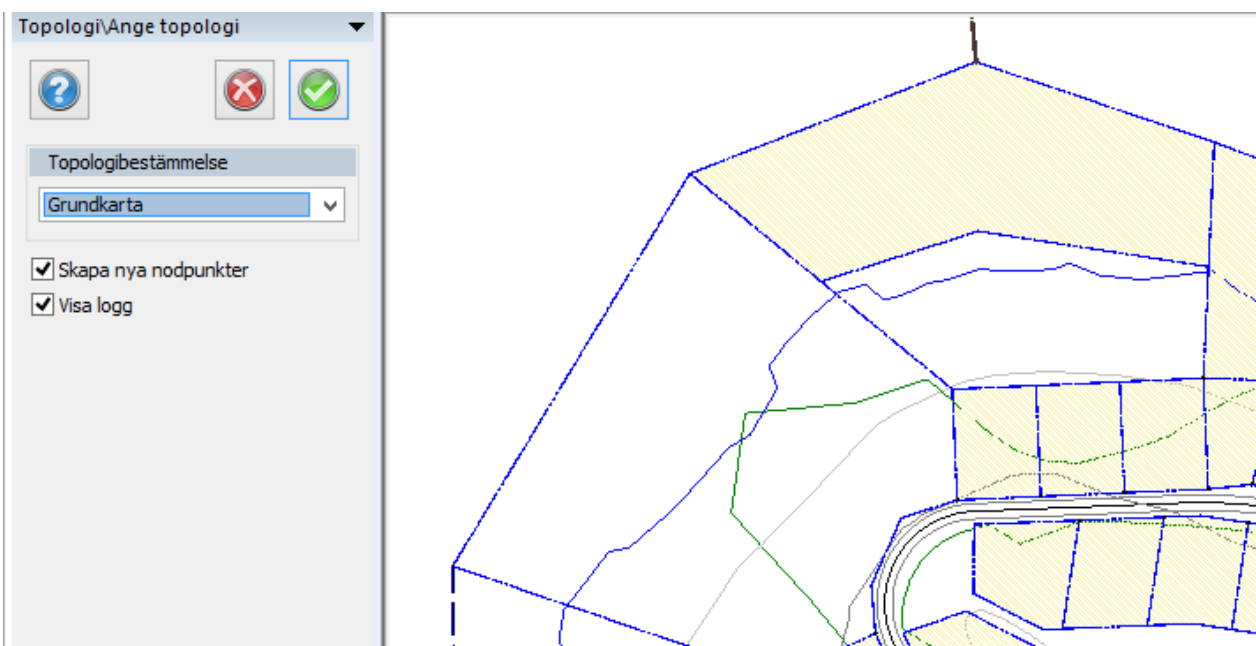 Topologi\Ange topologi
Topologibestämmelse
Grundkarta
Skapa nya nodpunkter
Visa logg